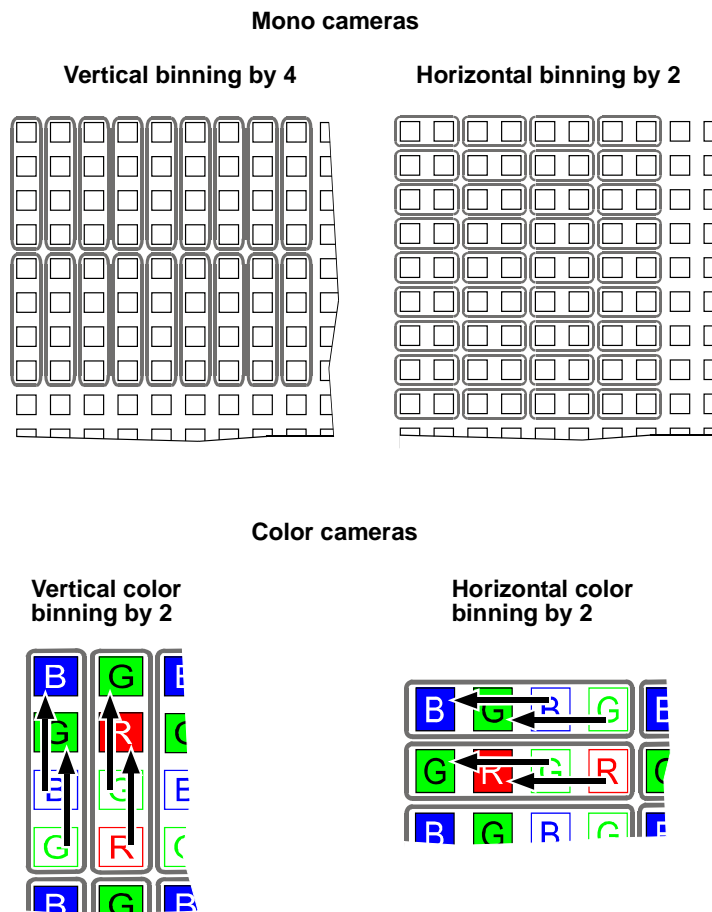 Mono cameras
Vertical binning by 4
Horizontal binning by 2
Color cameras
Vertical color
binning by 2
Horizontal color
binning by 2
B G B
G R G
B G B
G R G
B G B
B G B G B
G R G R G
B G B G B